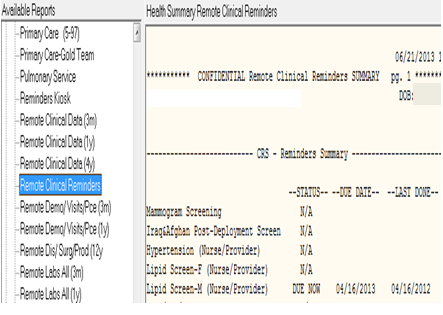 Available Reports
Primary Care (5-97)
Primary Care-Gold Team
Pulmonary Service
Reminders Kiosk
Remote Clinical Data (3m)
Remote Clinical Data (1y)
Remote Clinical Data (4y)
Remote Clinical Reminders
Remote Demo/Visits/Pce (3m)
Remote Demo/Visits/Pce (1y)
Remote Dis/Surg/Prod (12y
Remote Labs All (3m)
Remote Labs All (1y)
Health Summary Remote Clinical Reminders
06/21/2013 1
*********** CONFIDENTIAL Remote Clinical Reminders SUMMARY pg. 1 *******
DOB:
-------------------- CRS - Reminders Summary --------------------
--STATUS-- --DUE DATE-- --LAST DONE--
Mammogram Screening N/A
Iraq&Afghan Post-Deployment Screen N/A
Hypertension (Nurse/Provider) N/A
Lipid Screen-F (Nurse/Provider) N/A
Lipid Screen-M (Nurse/Provider) DUE NOW 04/16/2013 04/16/2012